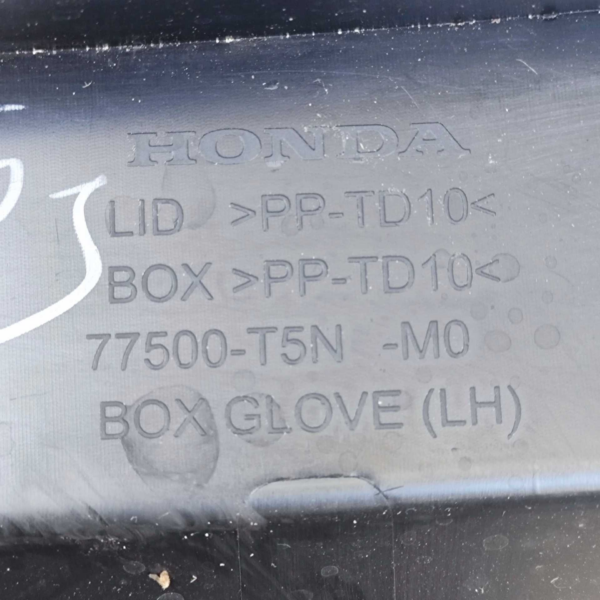 HONDA
LID >PP-TD10<
BOX >PP-TD10<
77500-T5N -M0
BOX GLOVE (LH)